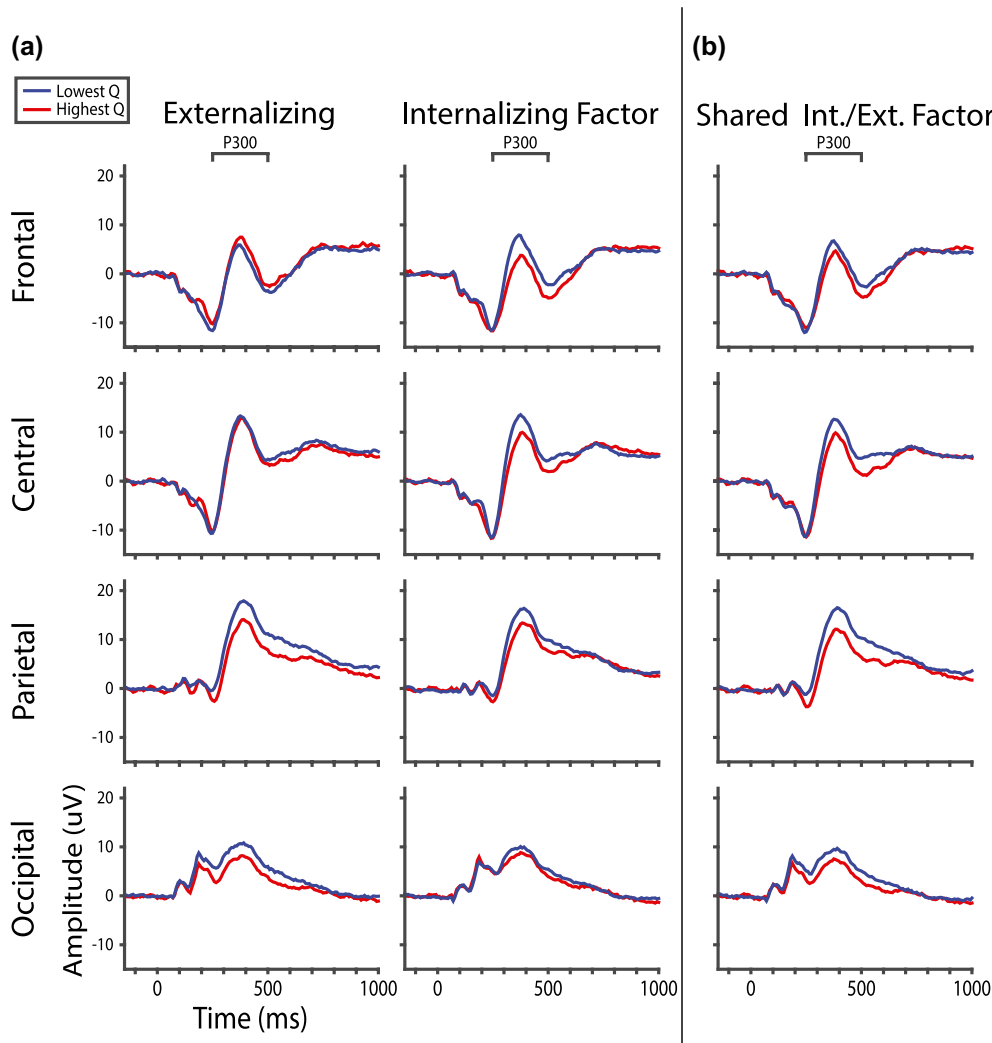 (a)
(b)
Lowest Q
Highest Q
Externalizing
Internalizing Factor
Shared Int./Ext. Factor
P300
P300
P300
Frontal
20
10
0
-10
Central
20
10
0
-10
Parietal
20
10
0
-10
Occipital
Amplitude (uV)
20
10
0
-10
0 500 1000
0 500 1000
0 500 1000
Time (ms)